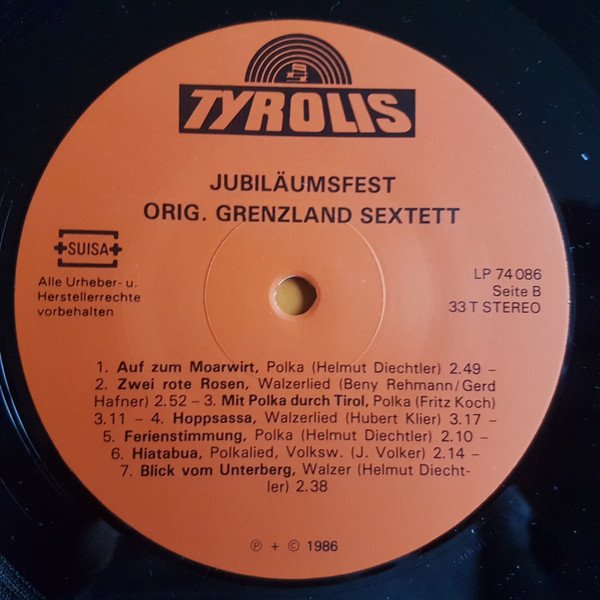 TYROLIS
JUBILÄUMSFEST
ORIG. GRENZLAND SEXTETT
+SUISA+
Alle Urheber- u.
Herstellerrechte
vorbehalten
LP 74086
Seite B
33 T STEREO
1. Auf zum Moarwirt, Polka (Helmut Diechtler) 2.49 –
2. Zwei rote Rosen, Walzerlied (Beny Rehmann/Gerd
Hafner) 2.52 – 3. Mit Polka durch Tirol, Polka (Fritz Koch)
3.11 – 4. Hoppsassa, Walzerlied (Hubert Klier) 3.17 –
5. Ferienstimmung, Polka (Helmut Diechtler) 2.10 –
6. Hiatabua, Polkalied, Volksw. (J. Volker) 2.14 –
7. Blick vom Unterberg, Walzer (Helmut Diecht-
ler) 2.38
℗ + © 1986